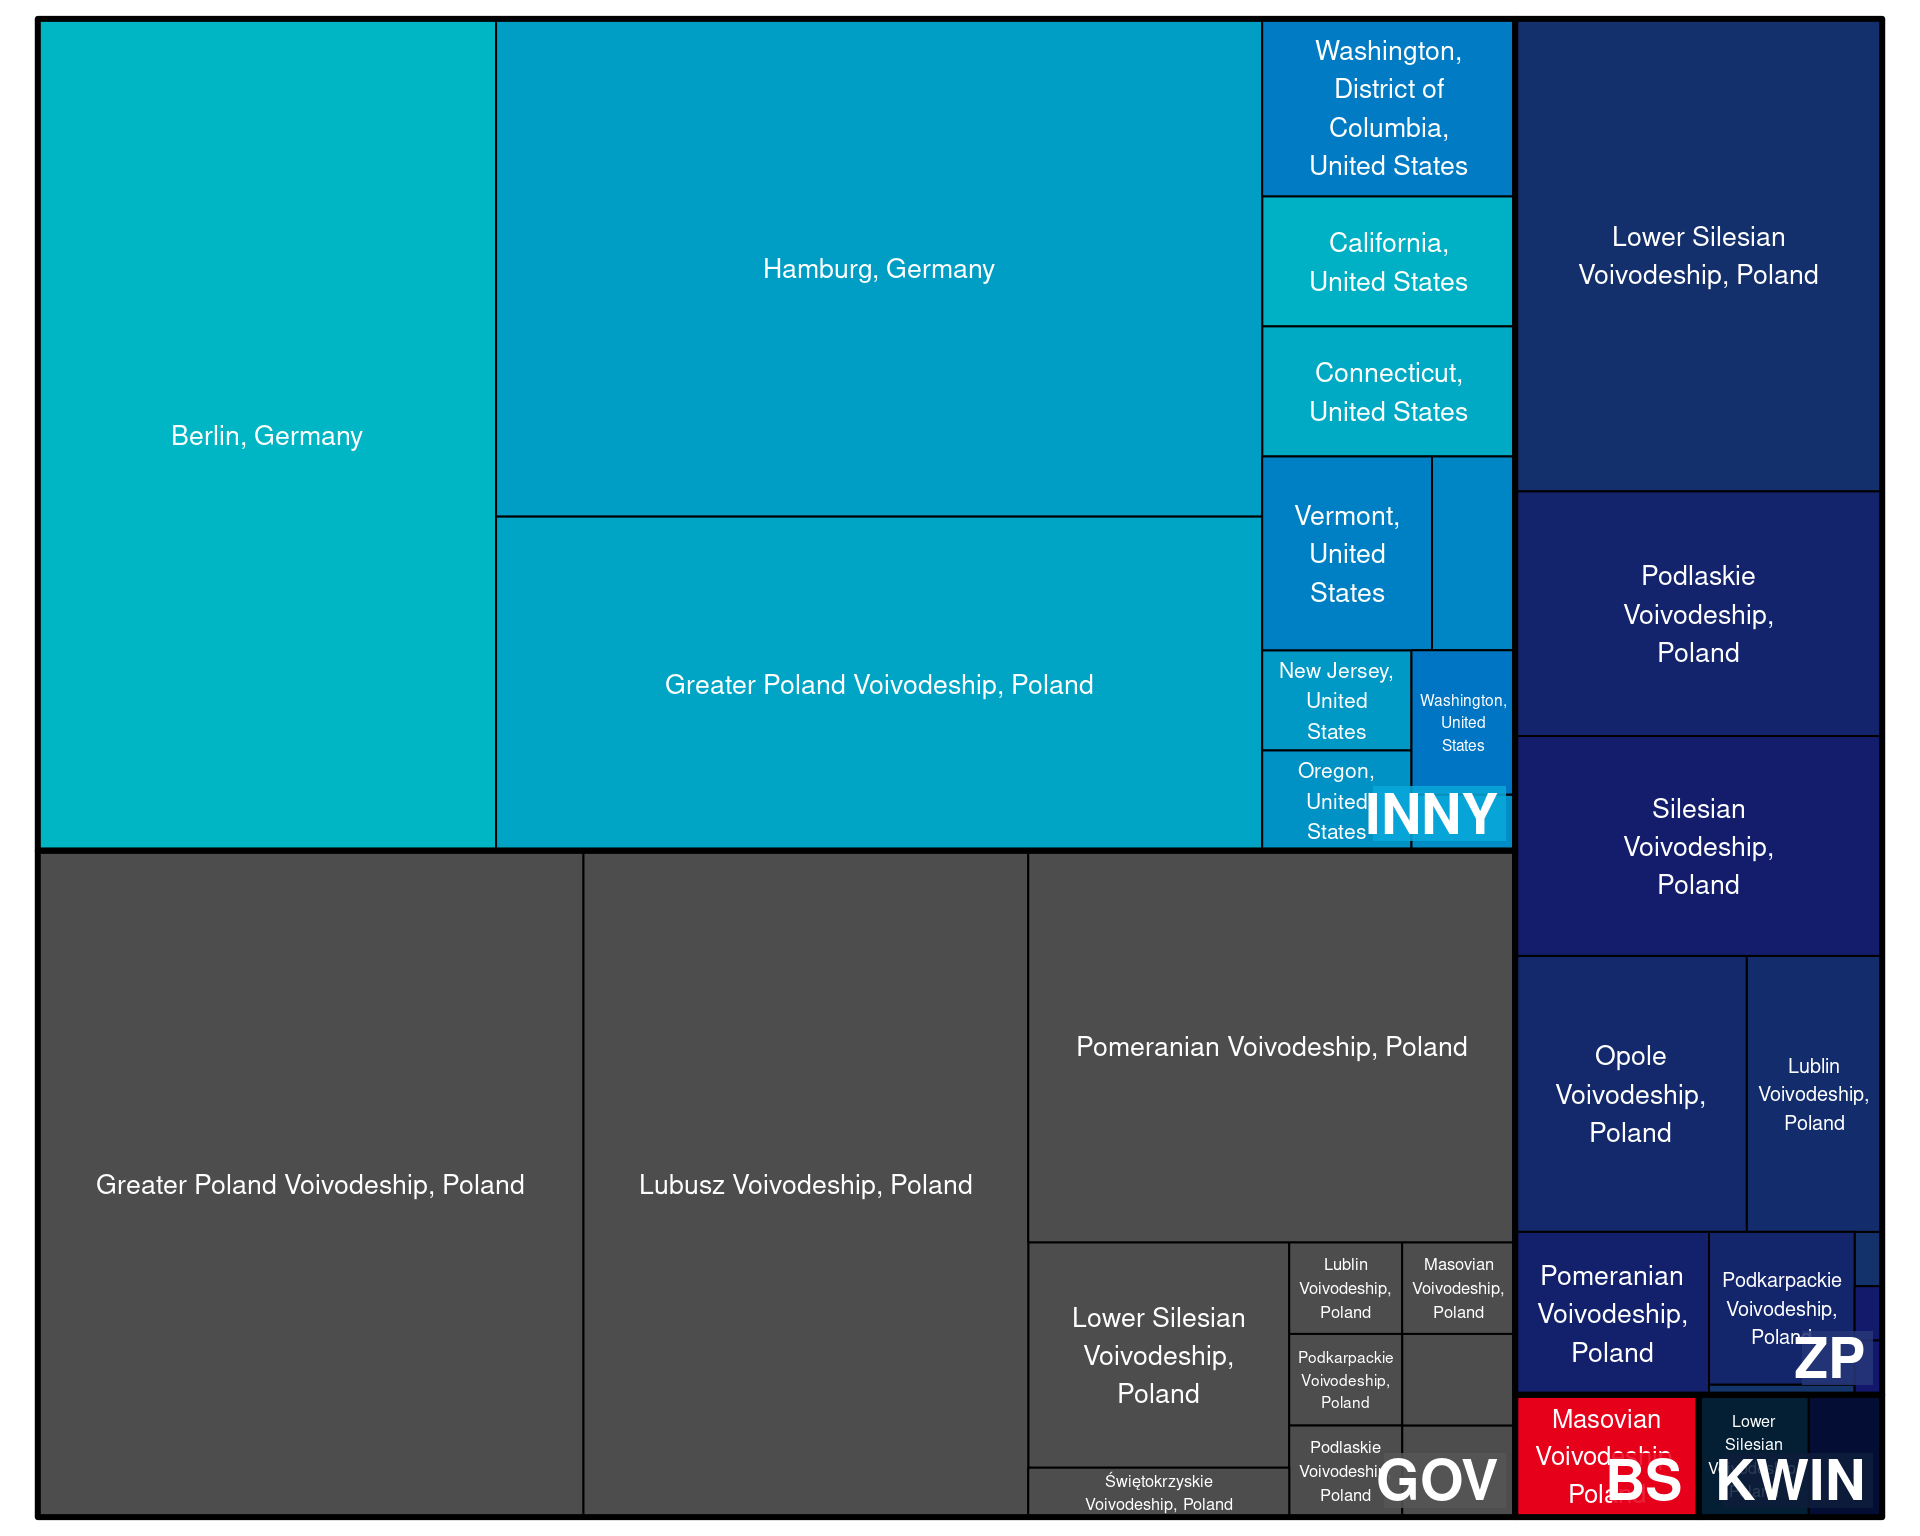 Berlin, Germany
Hamburg, Germany
Greater Poland Voivodeship, Poland
Washington,
District of
Columbia,
United States
California,
United States
Connecticut,
United States
Vermont,
United
States
New Jersey,
United
States
Washington,
United
States
Oregon,
United
States
INNY
Greater Poland Voivodeship, Poland
Lubusz Voivodeship, Poland
Pomeranian Voivodeship, Poland
Lower Silesian
Voivodeship,
Poland
Świętokrzyskie
Voivodeship, Poland
Lublin
Voivodeship,
Poland
Masovian
Voivodeship,
Poland
Podkarpackie
Voivodeship,
Poland
Podlaskie
Voivodeship
Poland
GOV
Lower Silesian
Voivodeship, Poland
Podlaskie
Voivodeship,
Poland
Silesian
Voivodeship,
Poland
Opole
Voivodeship,
Poland
Lublin
Voivodeship,
Poland
Pomeranian
Voivodeship,
Poland
Podkarpackie
Voivodeship,
Poland
ZP
Masovian
Voivodeship
Poland
BS
Lower
Silesian
KWIN